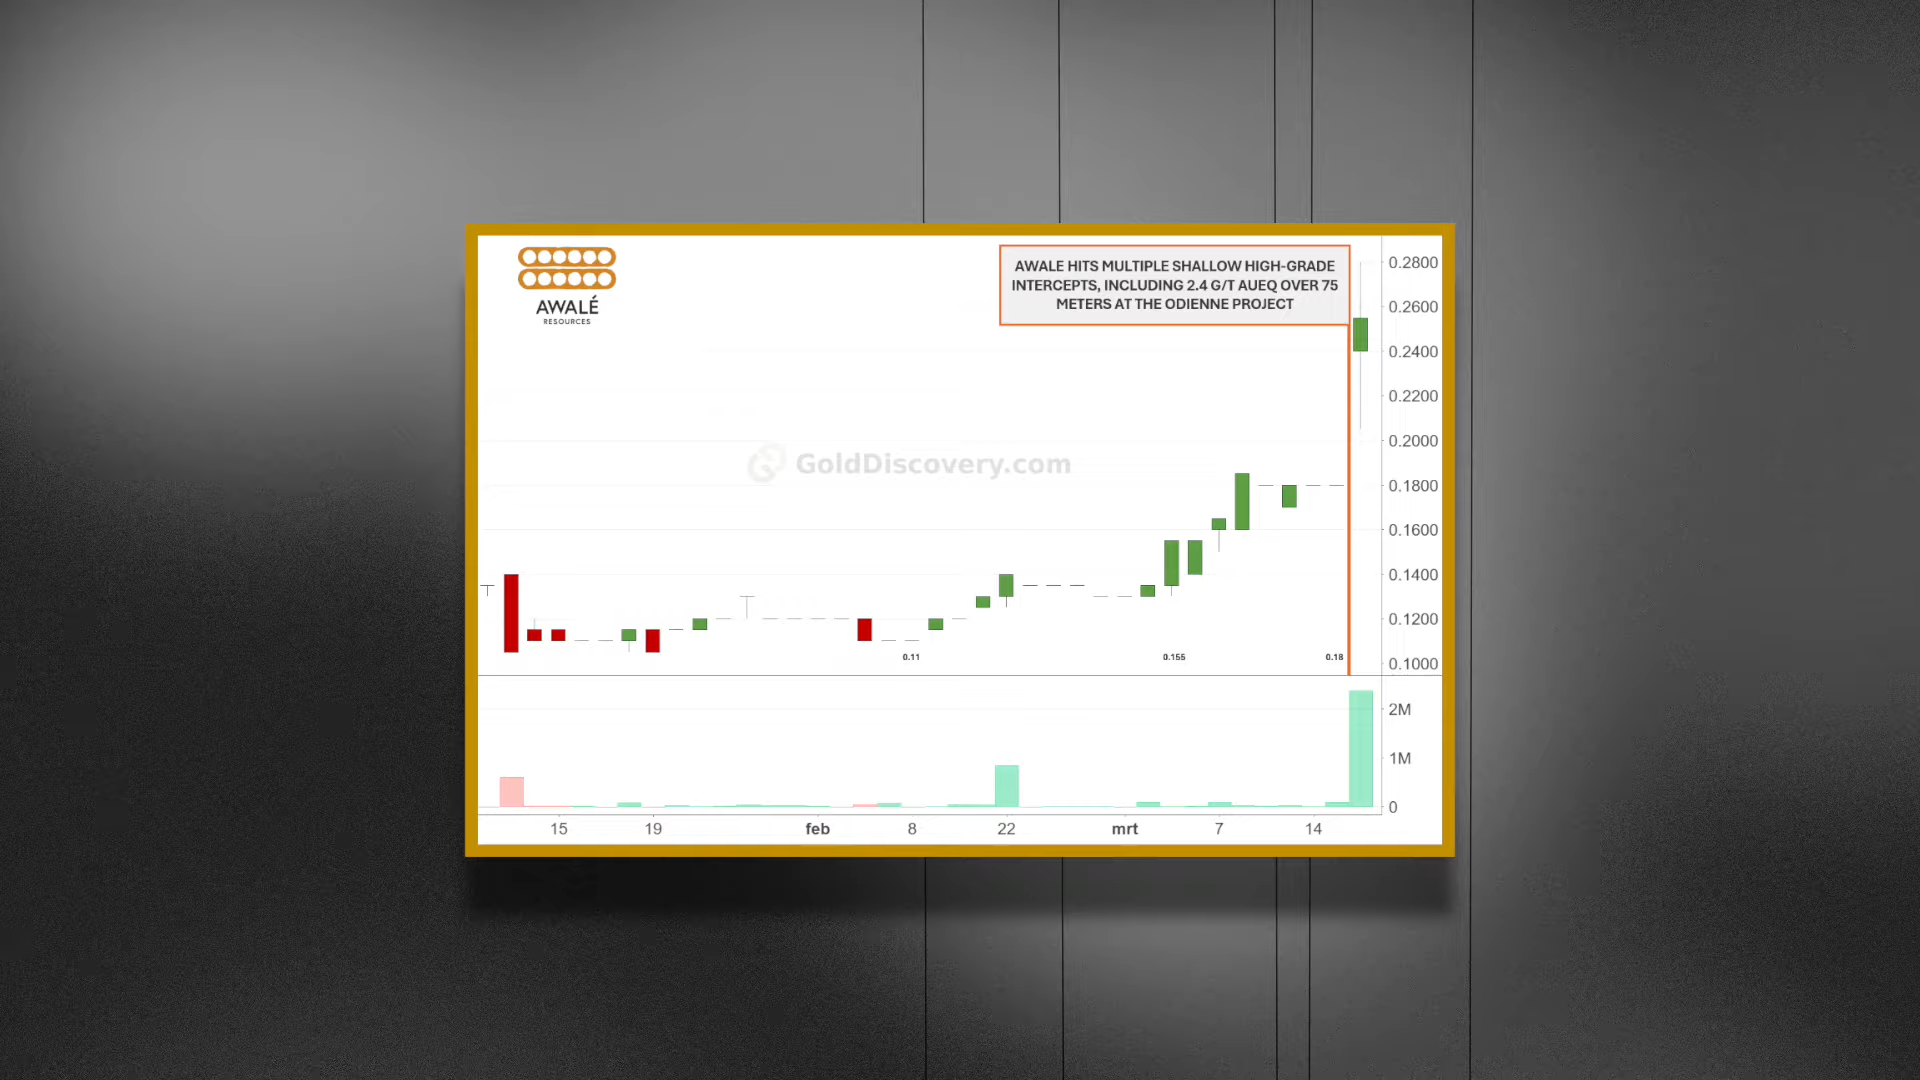 AWALÉ
RESOURCES
AWALE HITS MULTIPLE SHALLOW HIGH-GRADE
INTERCEPTS, INCLUDING 2.4 G/T AUEQ OVER 75
METERS AT THE ODIENNE PROJECT
0.2800
0.2600
0.2400
0.2200
0.2000
GoldDiscovery.com
0.1800
0.1600
0.1400
0.1200
0.11
0.155
0.18
0.1000
2M
1M
0
15
19
feb
8
22
mrt
7
14